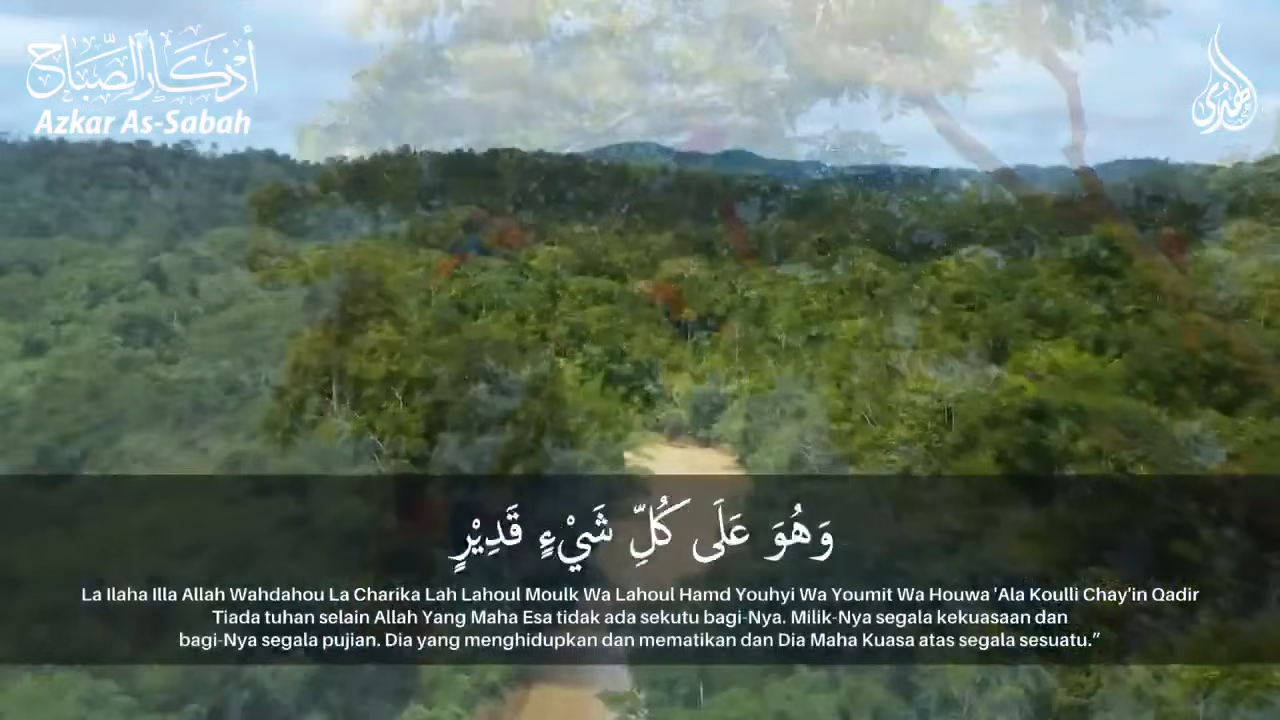 أذكار الصباح
Azkar As-Sabah
الهدى
وَهُوَ عَلَى كُلِّ شَيْءٍ قَدِيْرٍ
La Ilaha Illa Allah Wahdahou La Charika Lah Lahoul Moulk Wa Lahoul Hamd Youhyi Wa Youmit Wa Houwa 'Ala Koulli Chay'in Qadir
Tiada tuhan selain Allah Yang Maha Esa tidak ada sekutu bagi-Nya. Milik-Nya segala kekuasaan dan
bagi-Nya segala pujian. Dia yang menghidupkan dan mematikan dan Dia Maha Kuasa atas segala sesuatu.”